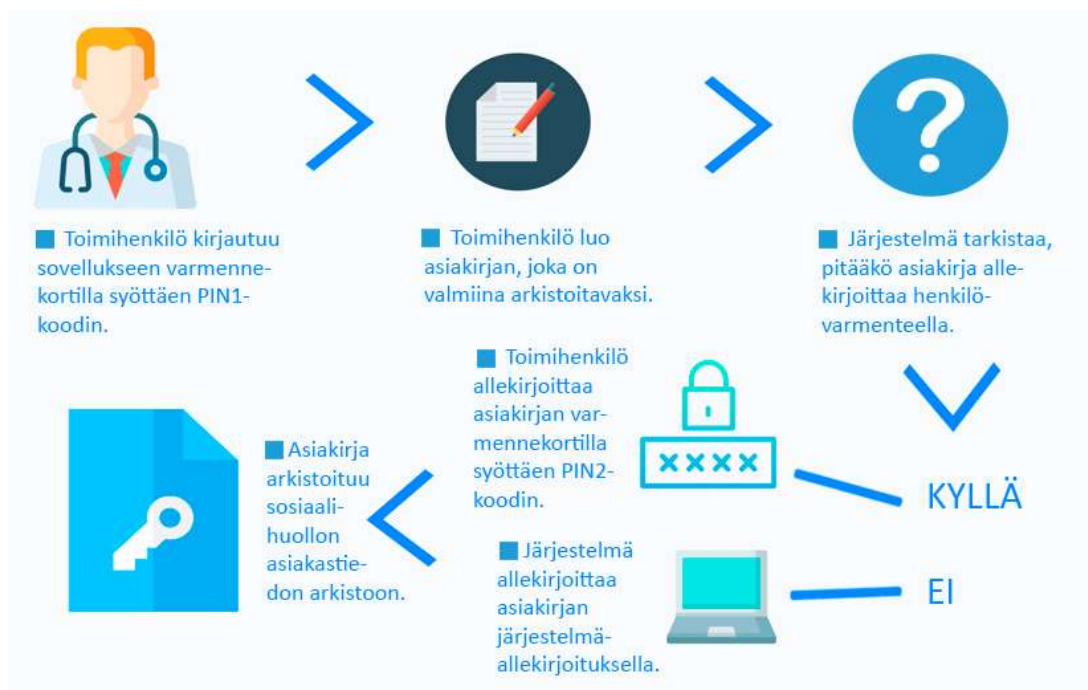 Toimihenkilö kirjautuu
sovellukseen varmenne-
kortilla syöttäen PIN1-
koodin.
Toimihenkilö luo
asiakirjan, joka on
valmiina arkistoitavaksi.
Järjestelmä tarkistaa,
pitääkö asiakirja alle-
kirjoittaa henkilö-
varmenteella.
KYLLÄ
EI
Toimihenkilö
allekirjoittaa
asiakirjan var-
mennekortilla
syöttäen PIN2-
koodin.
××××
Järjestelmä
allekirjoittaa
asiakirjan
järjestelmä-
allekirjoituksella.
Asiakirja
arkistoituu
sosiaali-
huollon
asiakastie-
don arkistoon.